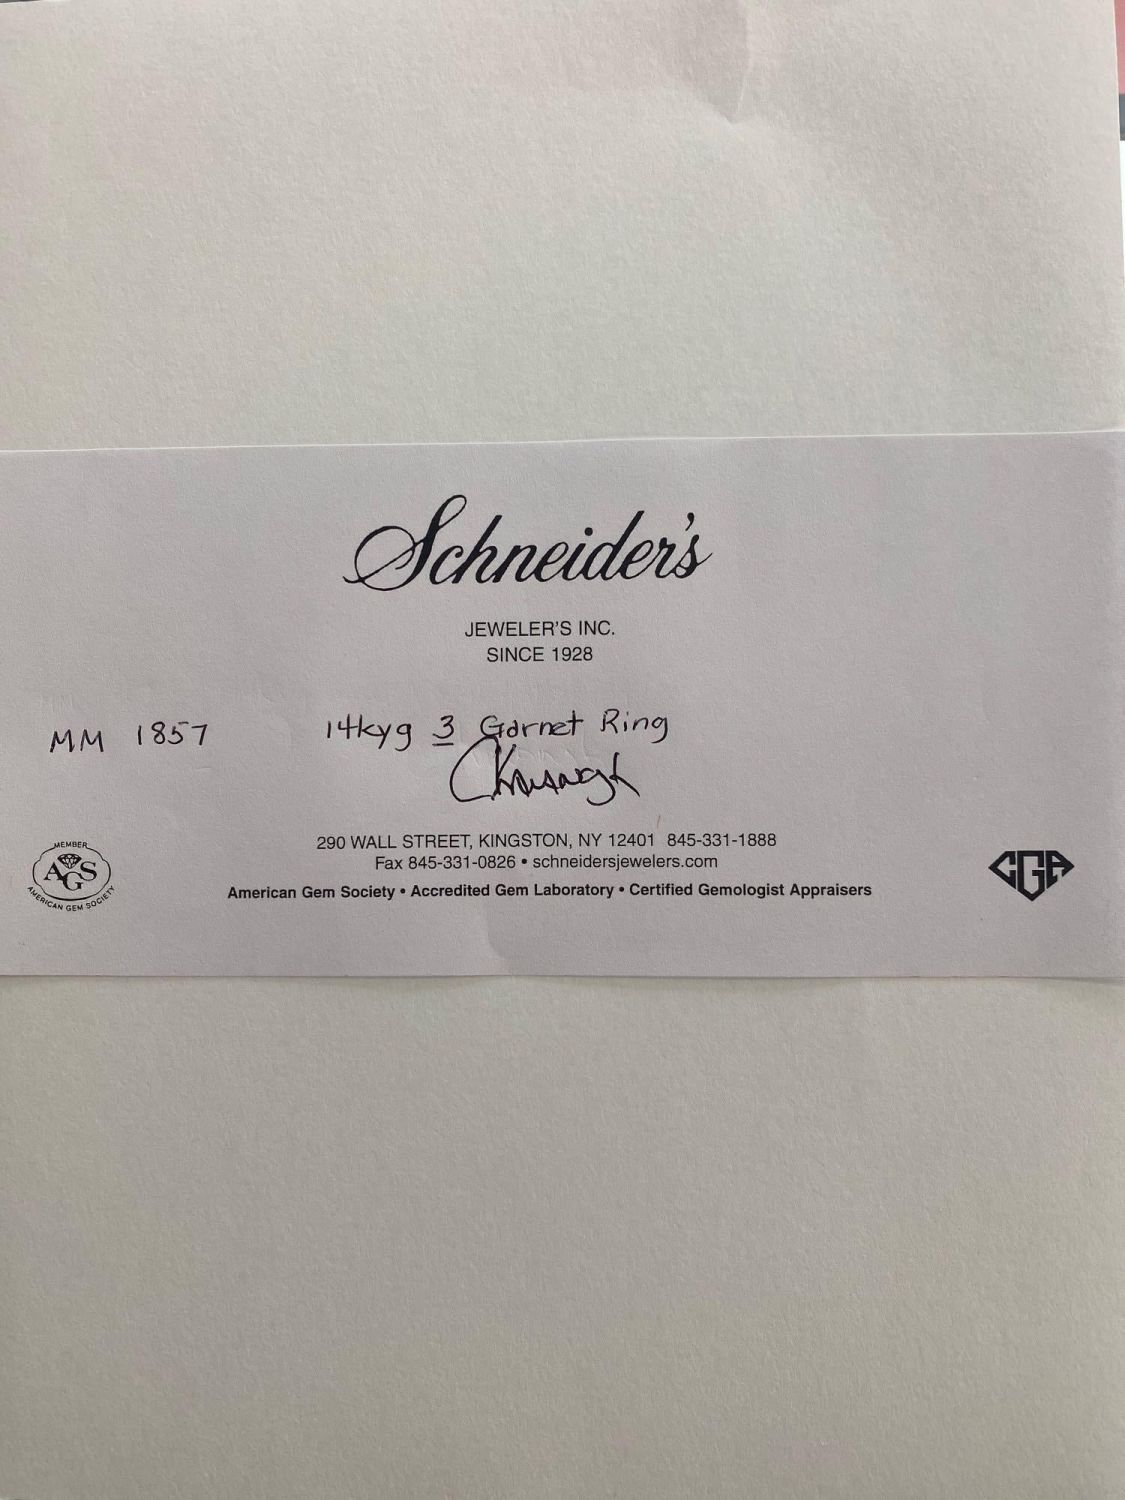 Schneider's
JEWELER'S INC.
SINCE 1928
MM 1857
14kyg 3 Garnet Ring
290 WALL STREET, KINGSTON, NY 12401 845-331-1888
Fax 845-331-0826 • schneidersjewelers.com
American Gem Society • Accredited Gem Laboratory • Certified Gemologist Appraisers
MEMBER
AGS
AMERICAN GEM SOCIETY
CGA